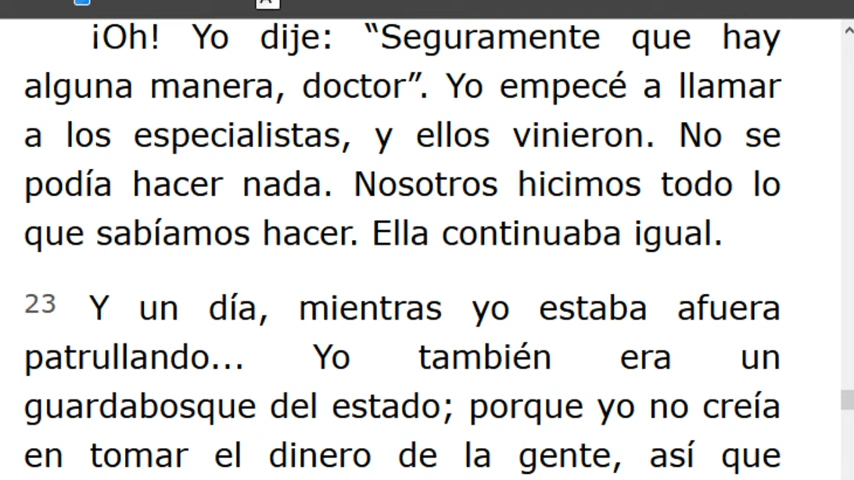 ¡Oh! Yo dije: “Seguramente que hay
alguna manera, doctor”. Yo empecé a llamar
a los especialistas, y ellos vinieron. No se
podía hacer nada. Nosotros hicimos todo lo
que sabíamos hacer. Ella continuaba igual.
23 Y un día, mientras yo estaba afuera
patrullando... Yo también era un
guardabosque del estado; porque yo no creía
en tomar el dinero de la gente, así que